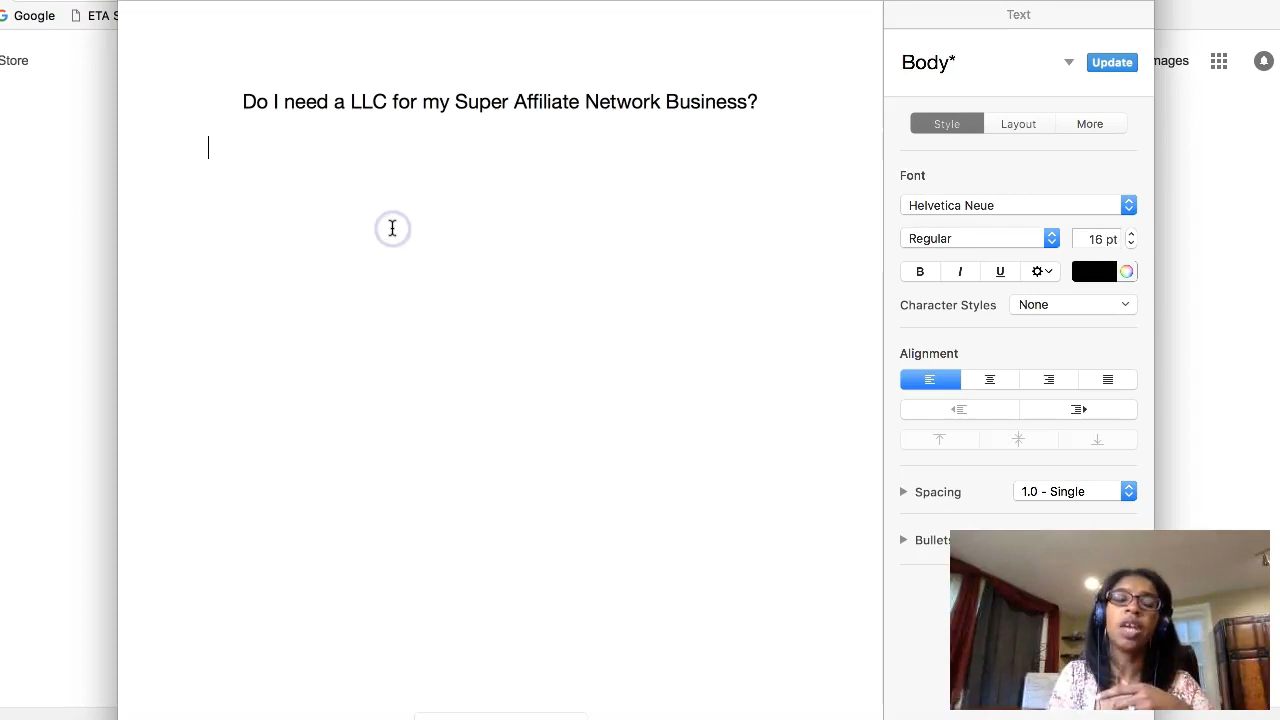 Google
ETA S
Text
Store
Body*
Update
mages
Do I need a LLC for my Super Affiliate Network Business?
Style
Layout
More
Font
Helvetica Neue
Regular
16 pt
B
I
U
Character Styles
None
Alignment
Spacing
1.0 - Single
Bullets